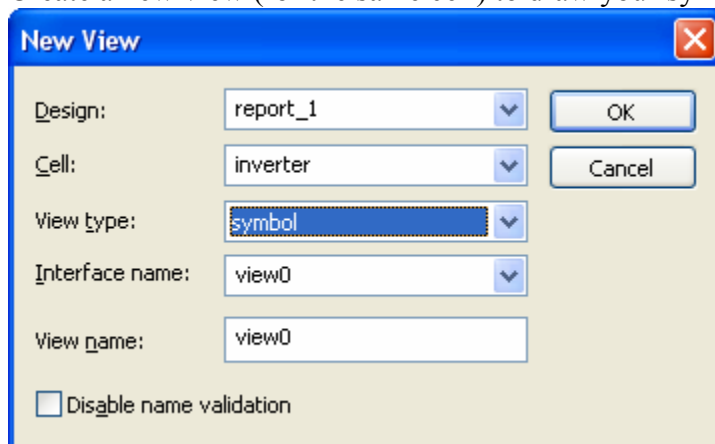 New View
Design: report_1 OK
Cell: inverter Cancel
View type: symbol
Interface name: view0
View name: view0
Disable name validation